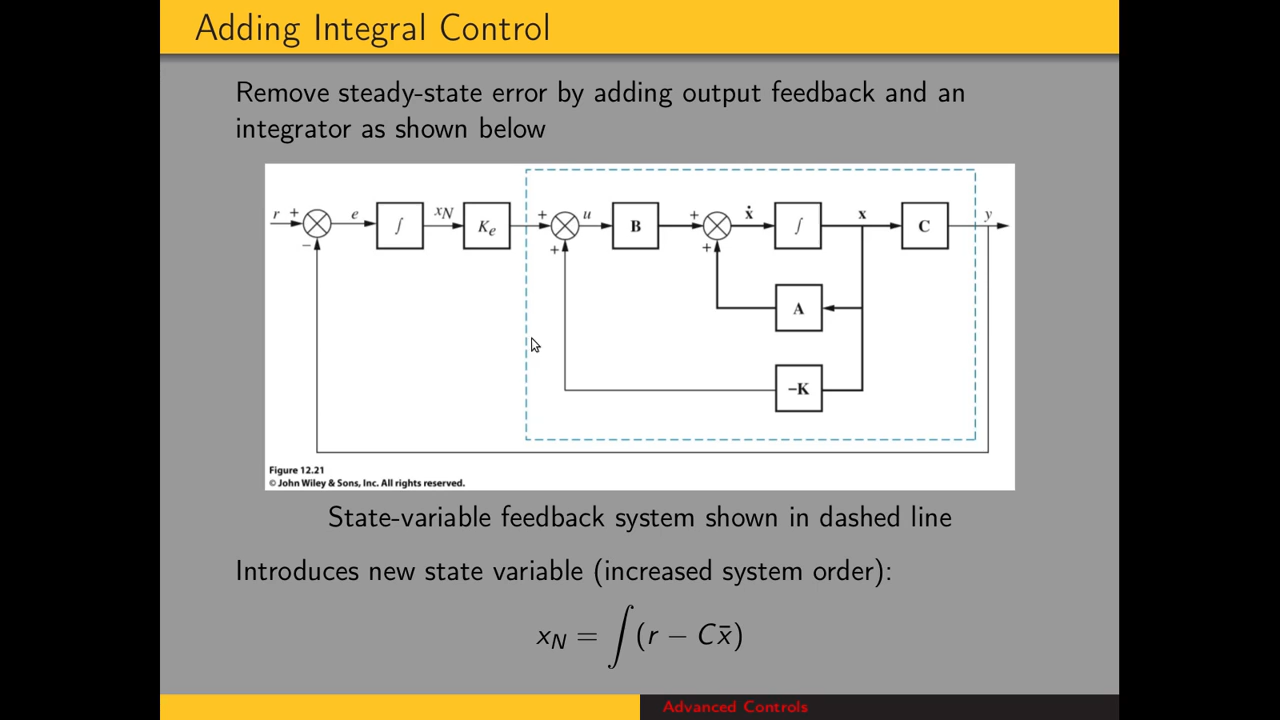 Adding Integral Control
Remove steady-state error by adding output feedback and an
integrator as shown below
r + e ∫ xN Ke + u B + ẋ ∫ x C y
− + +
A
−K
Figure 12.21
© John Wiley & Sons, Inc. All rights reserved.
State-variable feedback system shown in dashed line
Introduces new state variable (increased system order):
x_N = ∫(r − Cx̄)
Advanced Controls